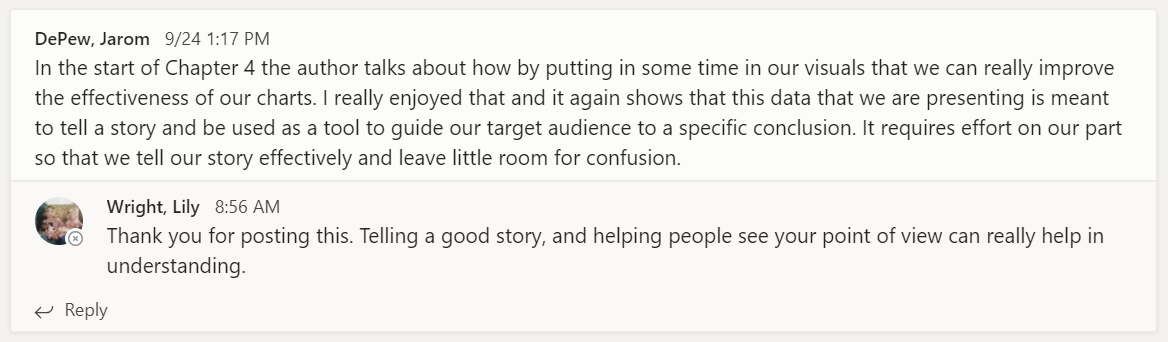 DePew, Jarom 9/24 1:17 PM
In the start of Chapter 4 the author talks about how by putting in some time in our visuals that we can really improve
the effectiveness of our charts. I really enjoyed that and it again shows that this data that we are presenting is meant
to tell a story and be used as a tool to guide our target audience to a specific conclusion. It requires effort on our part
so that we tell our story effectively and leave little room for confusion.
Wright, Lily 8:56 AM
Thank you for posting this. Telling a good story, and helping people see your point of view can really help in
understanding.
Reply